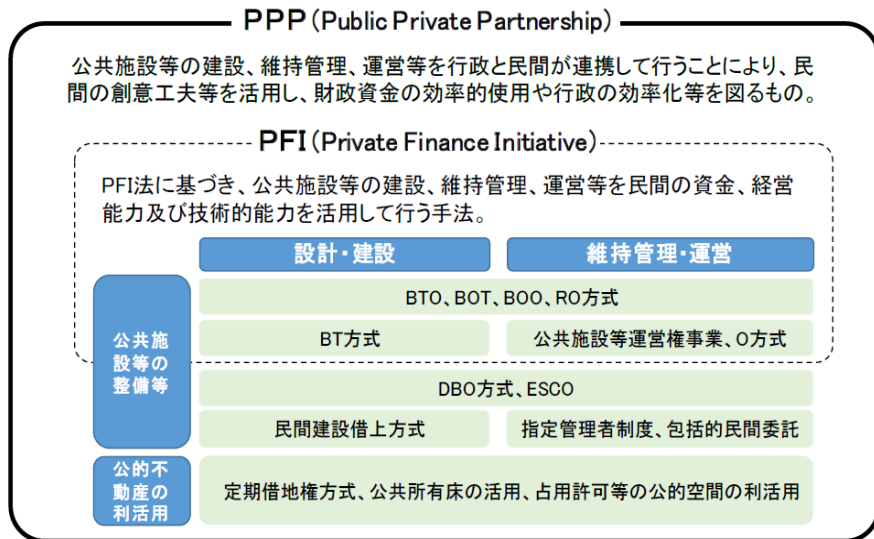 PPP(Public Private Partnership)
公共施設等の建設、維持管理、運営等を行政と民間が連携して行うことにより、民
間の創意工夫等を活用し、財政資金の効率的使用や行政の効率化等を図るもの。
PFI(Private Finance Initiative)
PFI法に基づき、公共施設等の建設、維持管理、運営等を民間の資金、経営
能力及び技術的能力を活用して行う手法。
設計・建設
維持管理・運営
公共施
設等の
整備等
BTO、BOT、BOO、RO方式
BT方式
公共施設等運営権事業、O方式
DBO方式、ESCO
民間建設借上方式
指定管理者制度、包括的民間委託
公的不
動産の
利活用
定期借地権方式、公共所有床の活用、占用許可等の公的空間の利活用